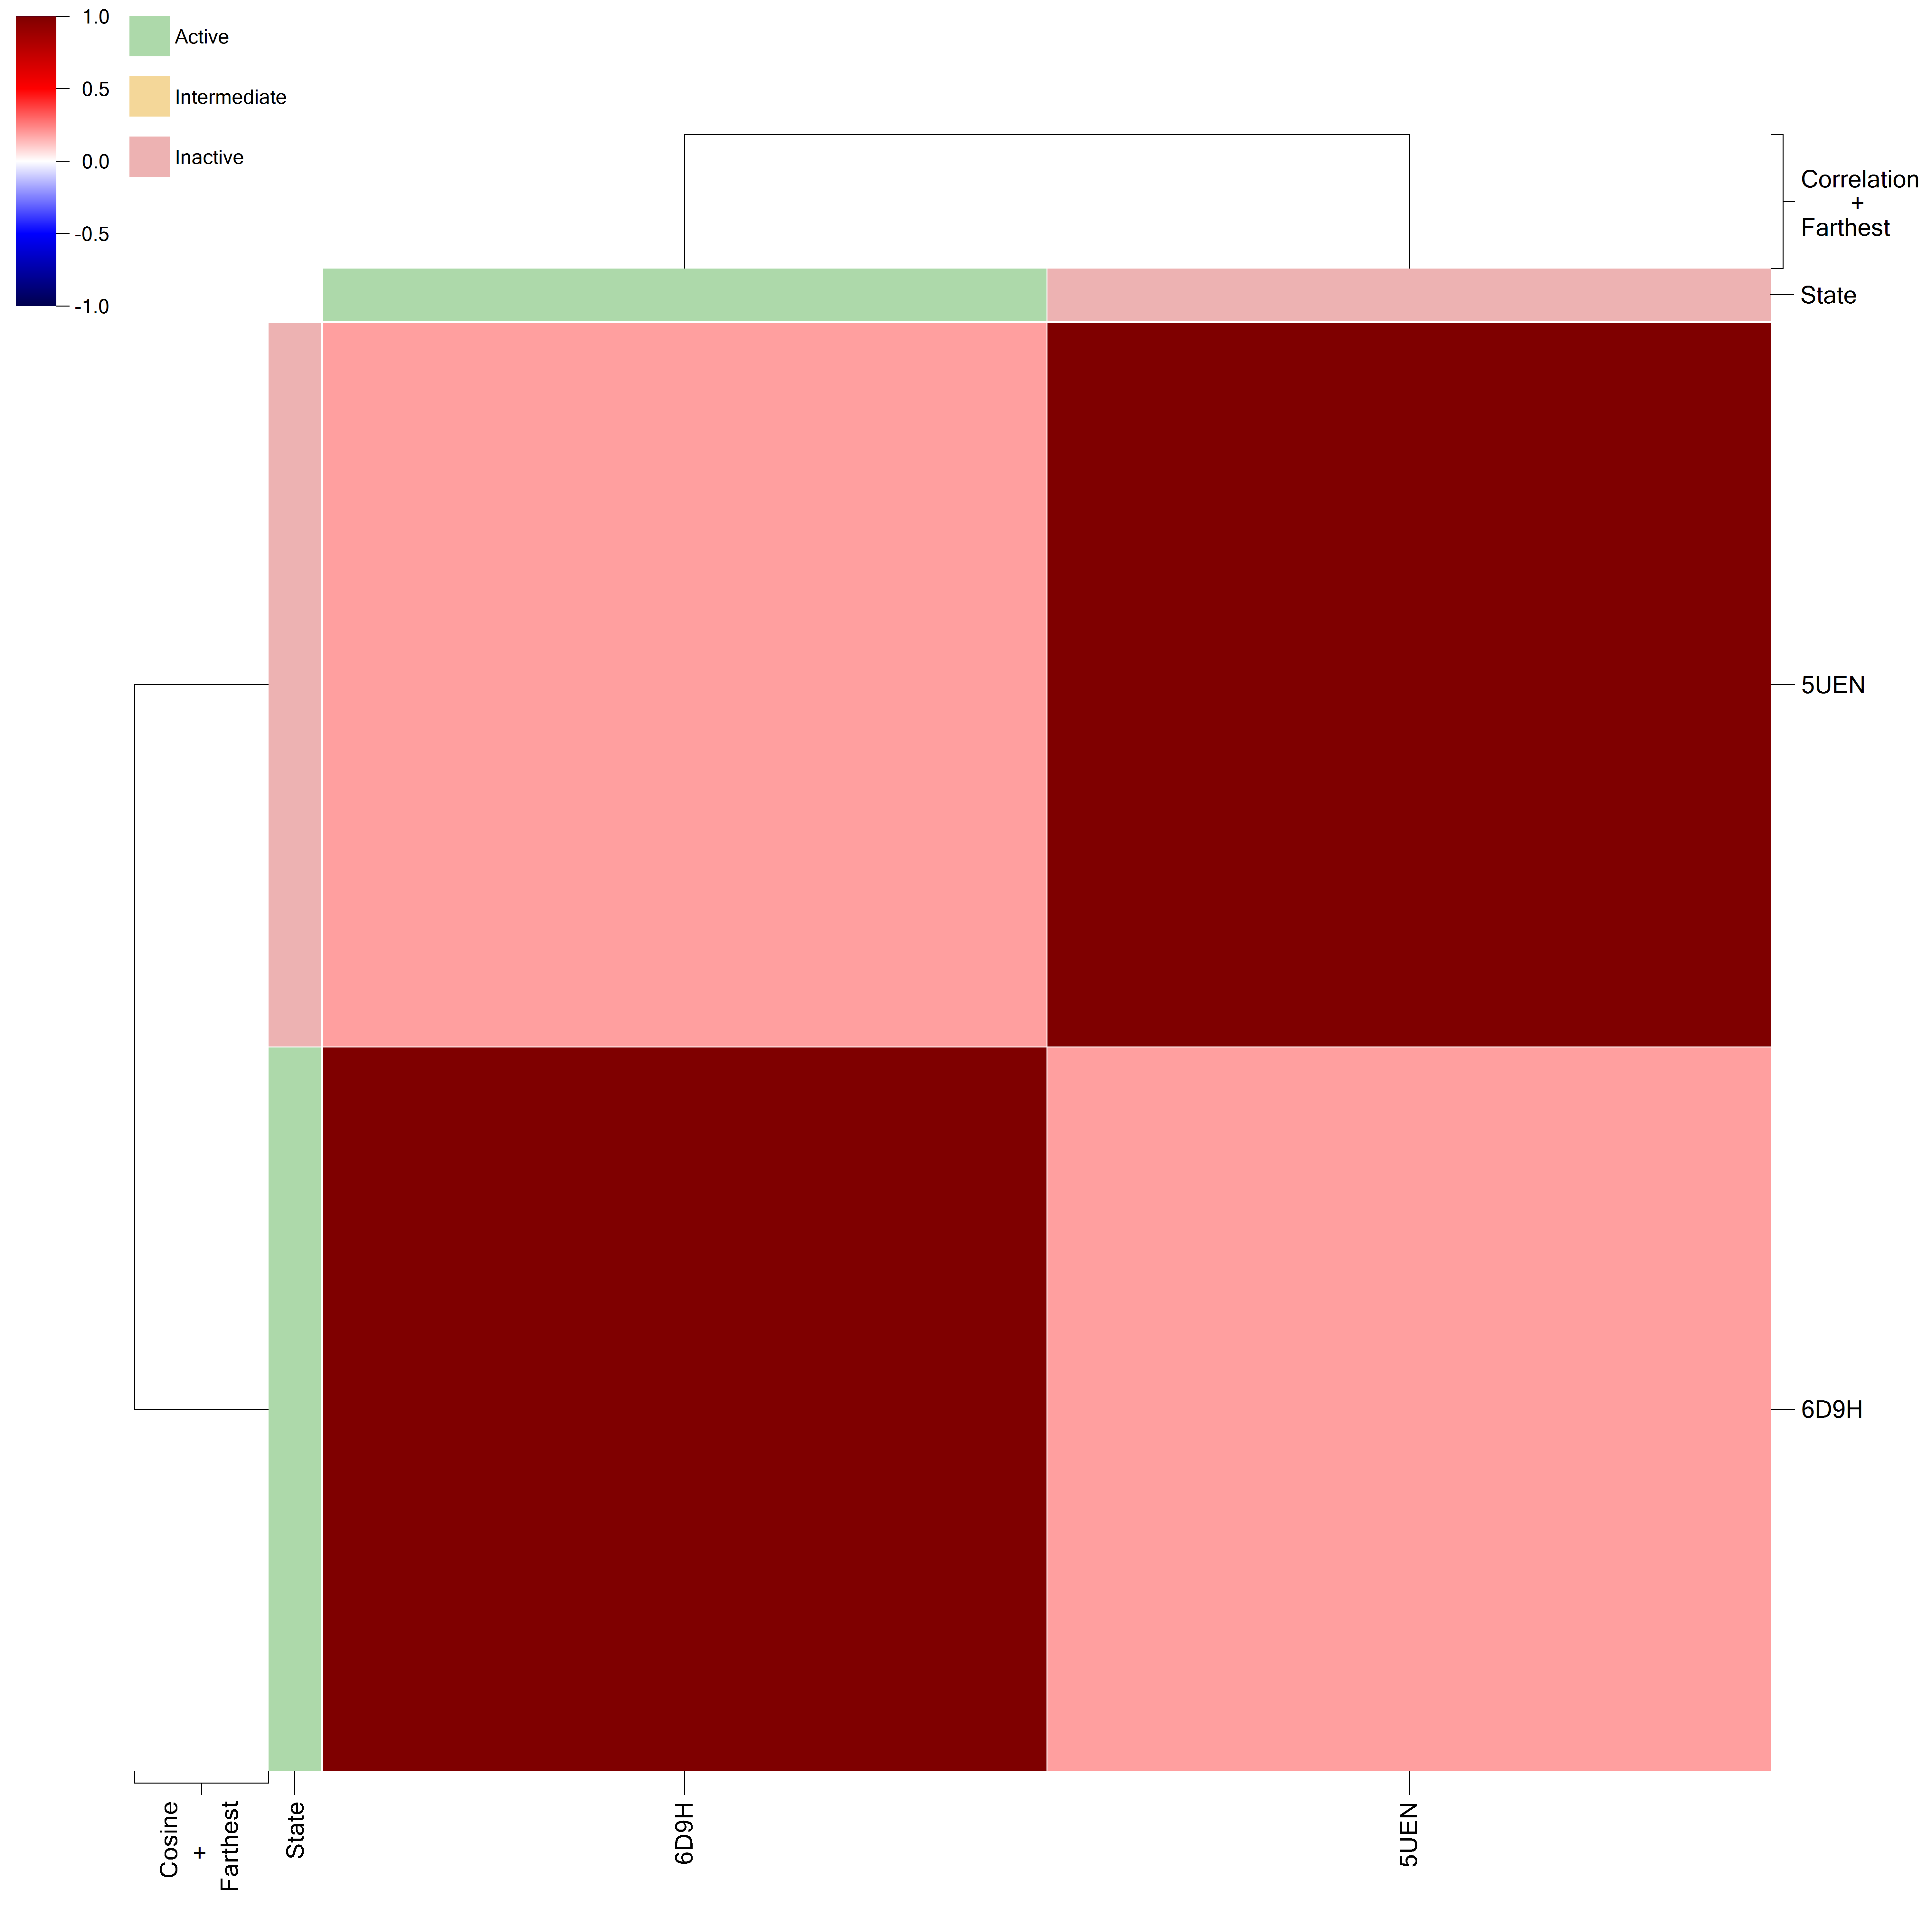 1.0
0.5
0.0
-0.5
-1.0
Active
Intermediate
Inactive
Correlation
+
Farthest
State
5UEN
6D9H
Cosine
+
Farthest
State
6D9H
5UEN